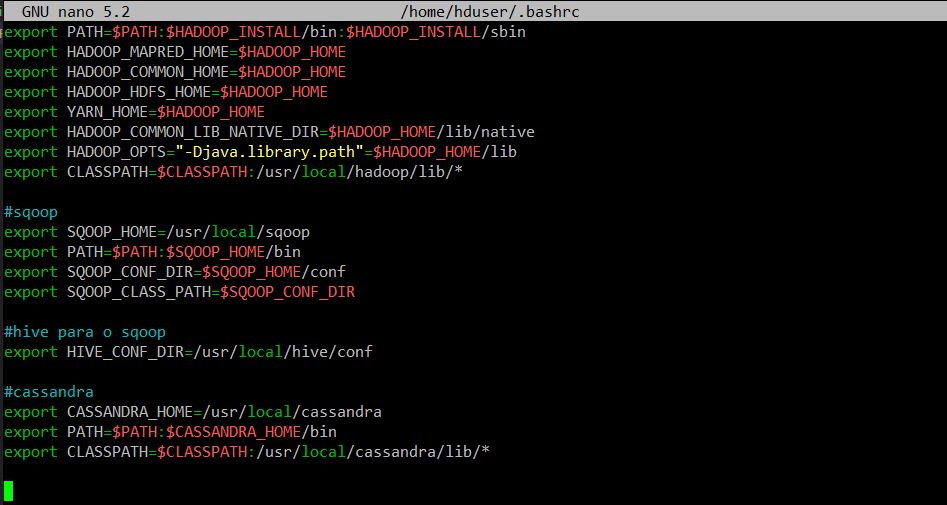 GNU nano 5.2 /home/hduser/.bashrc
export PATH=$PATH:$HADOOP_INSTALL/bin:$HADOOP_INSTALL/sbin
export HADOOP_MAPRED_HOME=$HADOOP_HOME
export HADOOP_COMMON_HOME=$HADOOP_HOME
export HADOOP_HDFS_HOME=$HADOOP_HOME
export YARN_HOME=$HADOOP_HOME
export HADOOP_COMMON_LIB_NATIVE_DIR=$HADOOP_HOME/lib/native
export HADOOP_OPTS="-Djava.library.path"=$HADOOP_HOME/lib
export CLASSPATH=$CLASSPATH:/usr/local/hadoop/lib/*
#sqoop
export SQOOP_HOME=/usr/local/sqoop
export PATH=$PATH:$SQOOP_HOME/bin
export SQOOP_CONF_DIR=$SQOOP_HOME/conf
export SQOOP_CLASS_PATH=$SQOOP_CONF_DIR
#hive para o sqoop
export HIVE_CONF_DIR=/usr/local/hive/conf
#cassandra
export CASSANDRA_HOME=/usr/local/cassandra
export PATH=$PATH:$CASSANDRA_HOME/bin
export CLASSPATH=$CLASSPATH:/usr/local/cassandra/lib/*